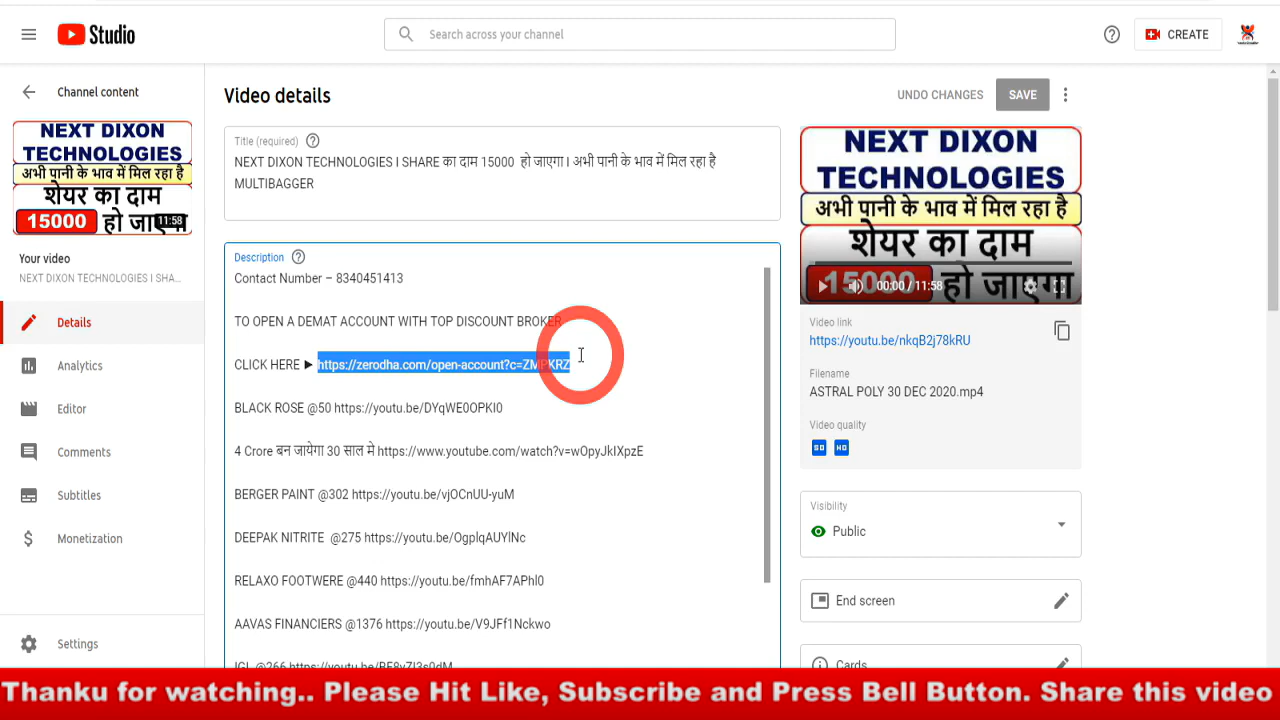 Studio
Search across your channel
CREATE
Channel content
Video details
UNDO CHANGES
SAVE
NEXT DIXON
TECHNOLOGIES
अभी पानी के भाव में मिल रहा है
शेयर का दाम
15000 हो जाएगा
11:58
Your video
NEXT DIXON TECHNOLOGIES I SHA...
Details
Analytics
Editor
Comments
Subtitles
Monetization
Settings
Title (required)
NEXT DIXON TECHNOLOGIES I SHARE का दाम 15000 हो जाएगा I अभी पानी के भाव में मिल रहा है
MULTIBAGGER
Description
Contact Number – 8340451413
TO OPEN A DEMAT ACCOUNT WITH TOP DISCOUNT BROKER
CLICK HERE ► https://zerodha.com/open-account?c=ZMPKRZ
BLACK ROSE @50 https://youtu.be/DYqWE0OPKI0
4 Crore बन जायेगा 30 साल मे https://www.youtube.com/watch?v=wOpyJkIXpzE
BERGER PAINT @302 https://youtu.be/vjOCnUU-yuM
DEEPAK NITRITE @275 https://youtu.be/OgplqAUYlNc
RELAXO FOOTWERE @440 https://youtu.be/fmhAF7APhl0
AAVAS FINANCIERS @1376 https://youtu.be/V9JFf1Nckwo
NEXT DIXON
TECHNOLOGIES
अभी पानी के भाव में मिल रहा है
शेयर का दाम
15000 हो जाएगा
00:00 / 11:58
Video link
https://youtu.be/nkqB2j78kRU
Filename
ASTRAL POLY 30 DEC 2020.mp4
Video quality
SD HD
Visibility
Public
End screen
Cards
Thanku for watching.. Please Hit Like, Subscribe and Press Bell Button. Share this video